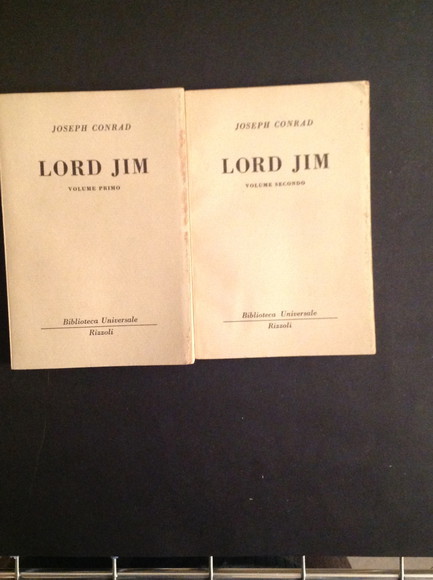 JOSEPH CONRAD
LORD JIM
VOLUME PRIMO
Biblioteca Universale
Rizzoli
JOSEPH CONRAD
LORD JIM
VOLUME SECONDO
Biblioteca Universale
Rizzoli